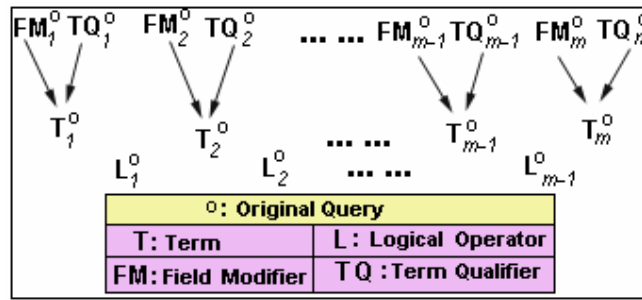 FM₁ᴼ TQ₁ᴼ FM₂ᴼ TQ₂ᴼ ... ... FMₘ₋₁ᴼ TQₘ₋₁ᴼ FMₘᴼ
T₁ᴼ T₂ᴼ ... ... Tₘ₋₁ᴼ Tₘᴼ
L₁ᴼ L₂ᴼ ... ... Lₘ₋₁ᴼ
ᴼ: Original Query
T: Term L: Logical Operator
FM: Field Modifier TQ: Term Qualifier